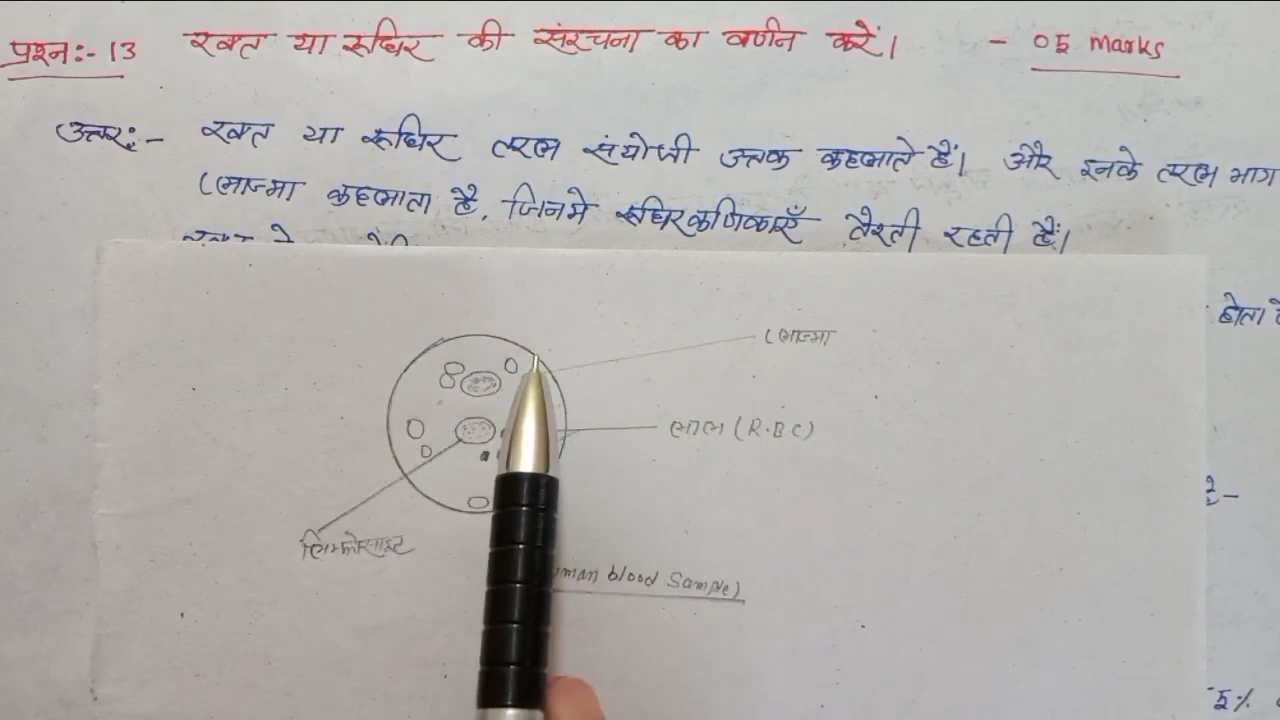 प्रश्न:- 13 रक्त या रूधिर की संरचना का वर्णन करें। - 05 Marks
उत्तर:- रक्त या रूधिर तरल संयोजी उत्तक कहलाते हैं। और इनके तरल भाग
प्लाज्मा कहलाता है, जिनमे रूधिरकणिकाएँ तैरती रहती हैं।
होता है
प्लाज्मा
लाल (R.B.C)
लिम्फोसाइट
man blood Sample)
5%